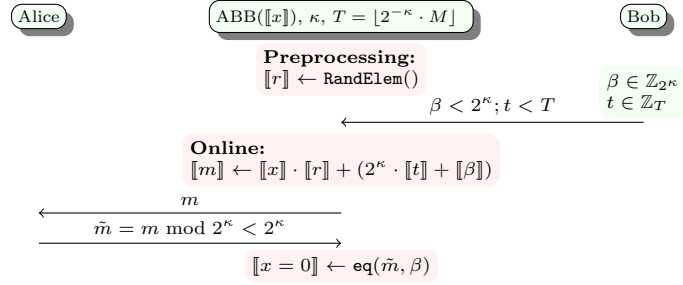 Alice
ABB(⟦x⟧), κ, T = ⌊2^{−κ} · M⌋
Bob
Preprocessing:
⟦r⟧ ← RandElem()
β ∈ ℤ_{2^κ}
t ∈ ℤ_T
β < 2^κ; t < T
Online:
⟦m⟧ ← ⟦x⟧ · ⟦r⟧ + (2^κ · ⟦t⟧ + ⟦β⟧)
m
m̃ = m mod 2^κ < 2^κ
⟦x = 0⟧ ← eq(m̃, β)